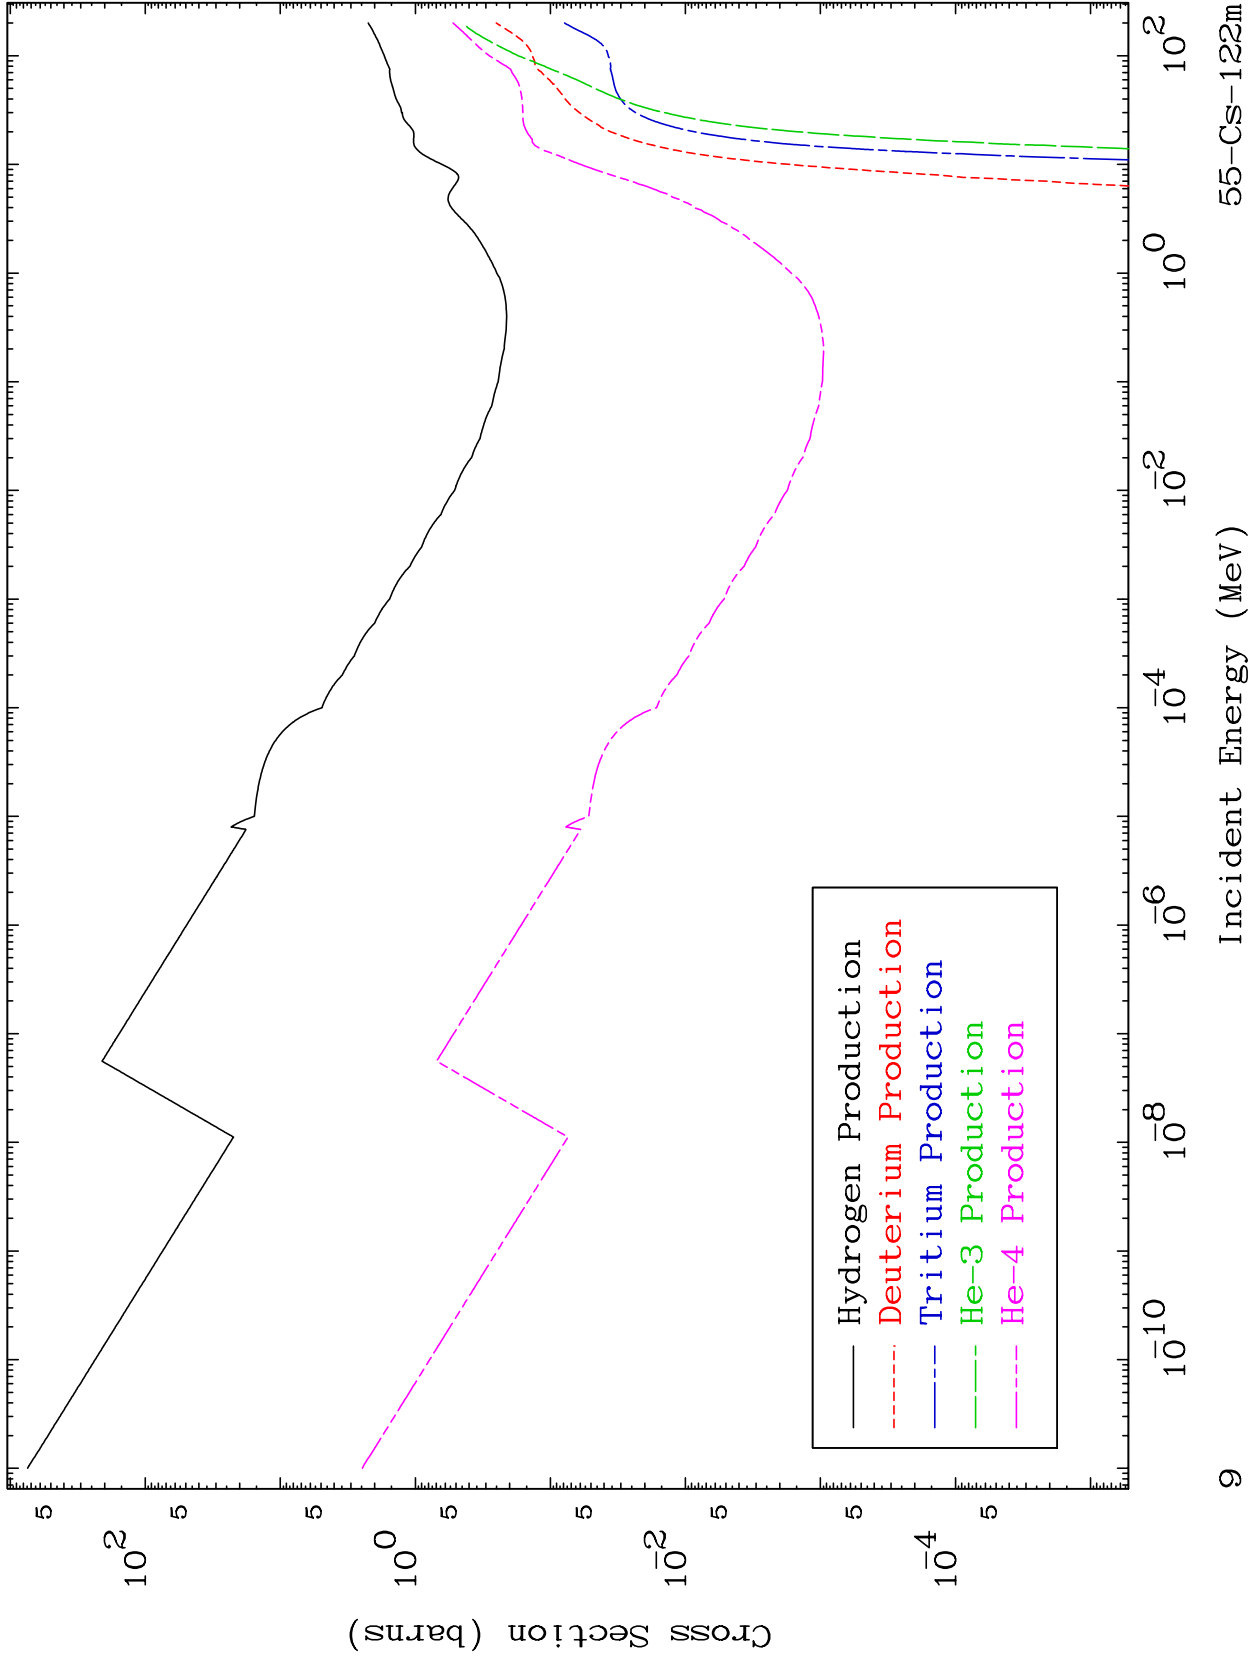 Cross Section (barns)
5
10^2
5
5
10^0
5
10^-2
5
5
10^-4
5
Hydrogen Production
Deuterium Production
Tritium Production
He-3 Production
He-4 Production
10^-10
10^-8
10^-6
10^-4
10^-2
10^0
10^2
Incident Energy (MeV)
9
55-Cs-122m